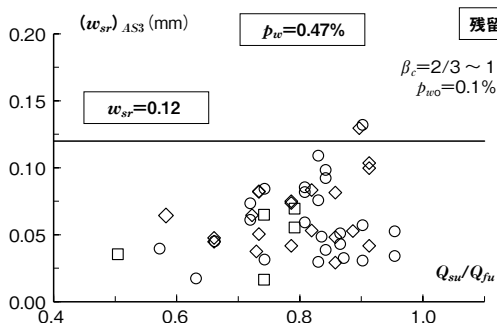 (w_sr)_AS3 (mm)
0.20
p_w=0.47%
残留
β_c=2/3 ~ 1
p_wo=0.1%
0.15
w_sr=0.12
0.10
0.05
Q_su/Q_fu
0.00
0.4 0.6 0.8 1.0